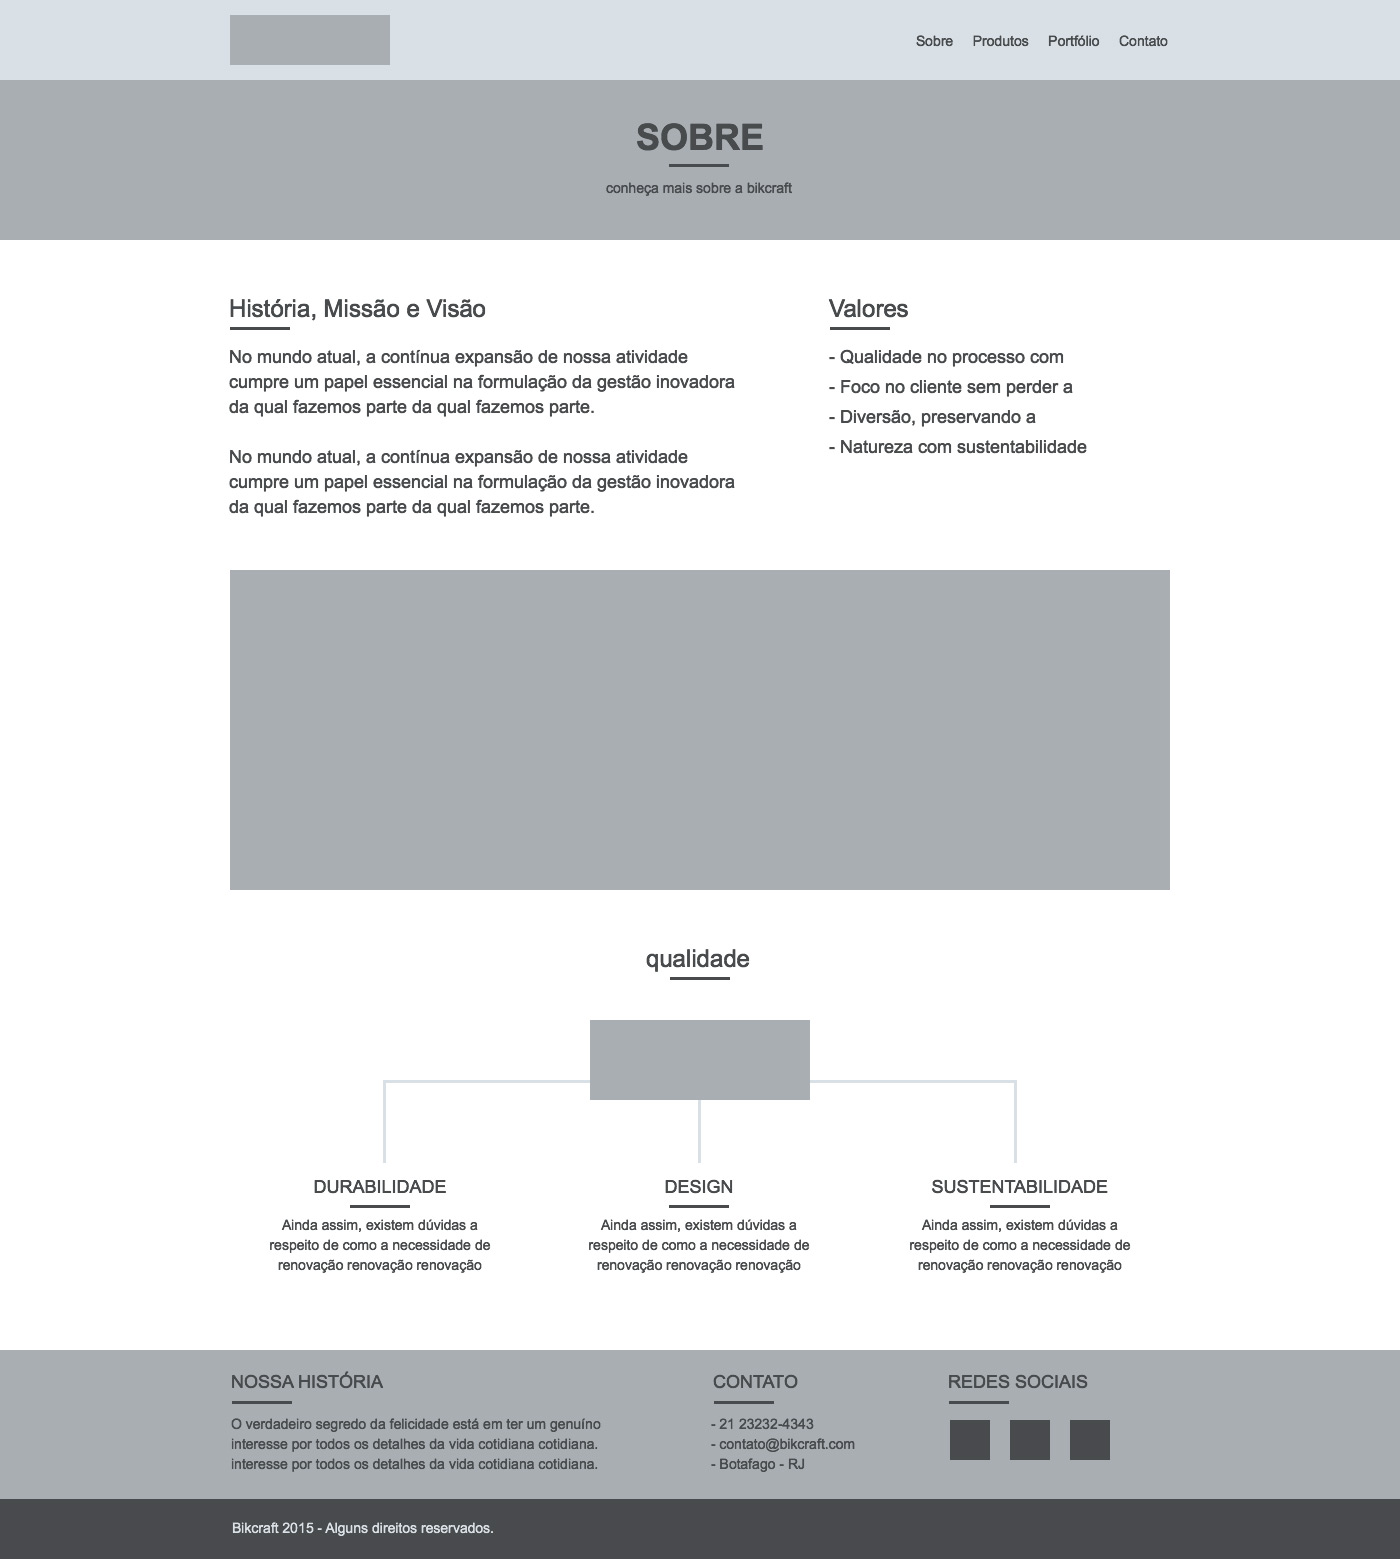 Sobre Produtos Portfólio Contato
SOBRE
conheça mais sobre a bikcraft
História, Missão e Visão
No mundo atual, a contínua expansão de nossa atividade
cumpre um papel essencial na formulação da gestão inovadora
da qual fazemos parte da qual fazemos parte.
No mundo atual, a contínua expansão de nossa atividade
cumpre um papel essencial na formulação da gestão inovadora
da qual fazemos parte da qual fazemos parte.
Valores
- Qualidade no processo com
- Foco no cliente sem perder a
- Diversão, preservando a
- Natureza com sustentabilidade
qualidade
DURABILIDADE
Ainda assim, existem dúvidas a
respeito de como a necessidade de
renovação renovação renovação
DESIGN
Ainda assim, existem dúvidas a
respeito de como a necessidade de
renovação renovação renovação
SUSTENTABILIDADE
Ainda assim, existem dúvidas a
respeito de como a necessidade de
renovação renovação renovação
NOSSA HISTÓRIA
O verdadeiro segredo da felicidade está em ter um genuíno
interesse por todos os detalhes da vida cotidiana cotidiana.
interesse por todos os detalhes da vida cotidiana cotidiana.
CONTATO
- 21 23232-4343
- contato@bikcraft.com
- Botafago - RJ
REDES SOCIAIS
Bikcraft 2015 - Alguns direitos reservados.